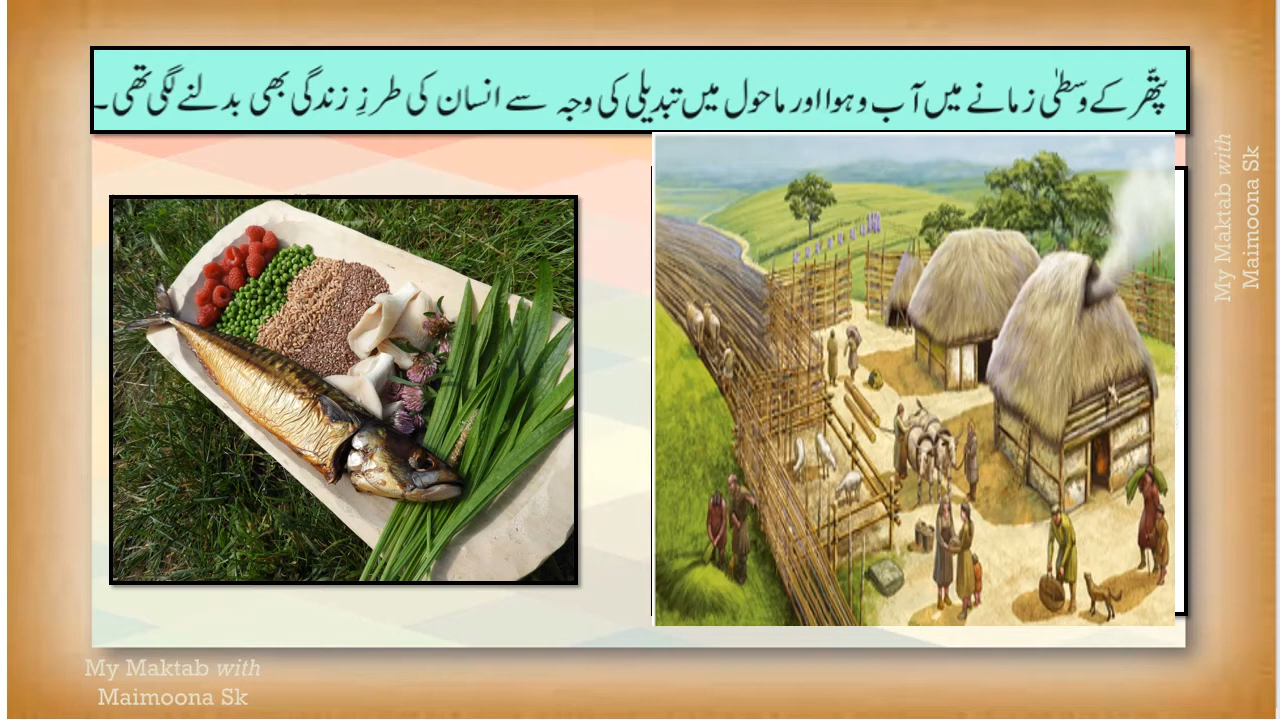 پتّھر کے وسطیٰ زمانے میں آب و ہوا اور ماحول میں تبدیلی کی وجہ سے انسان کی طرزِ زندگی بھی بدلنے لگی تھی۔
My Maktab with
Maimoona Sk
My Maktab with
Maimoona Sk